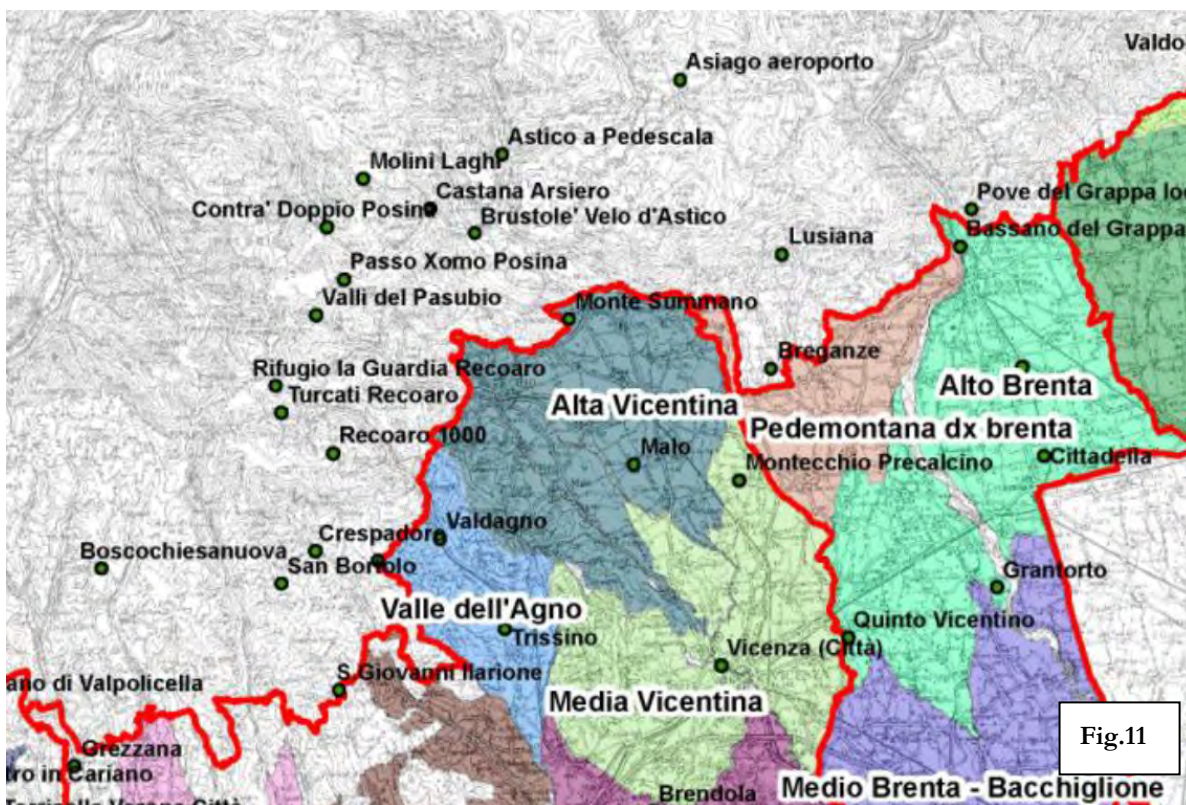 Valdo
Asiago aeroporto
Astico a Pedescala
Molini Laghi
Castana Arsiero
Pove del Grappa loc
Contra' Doppio Posina
Brustole' Velo d'Astico
Lusiana
Bassano del Grappa
Passo Xomo Posina
Valli del Pasubio
Monte Summano
Breganze
Rifugio la Guardia Recoaro
Turcati Recoaro
Alta Vicentina
Alto Brenta
Recoaro 1000
Malo
Pedemontana dx brenta
Montecchio Precalcino
Cittadella
Crespadoro
Valdagno
Boscochiesanuova
San Bortolo
Grantorto
Valle dell'Agno
Trissino
Quinto Vicentino
Vicenza (Città)
S.Giovanni Ilarione
ano di Valpolicella
Media Vicentina
Fig.11
Grezzana
tro in Cariano
Medio Brenta - Bacchiglione
Brendola